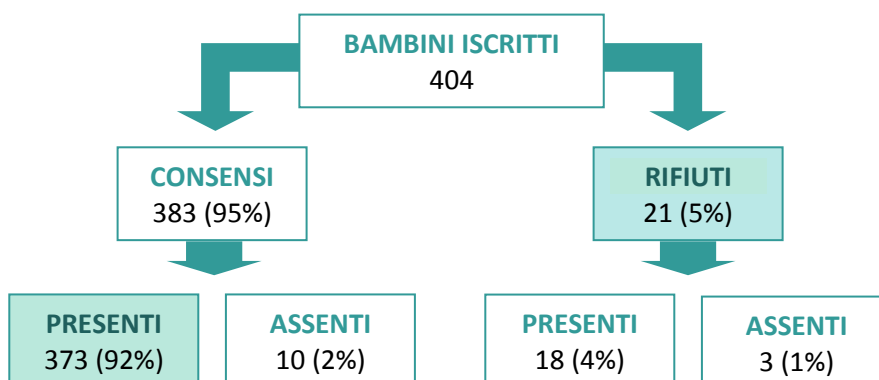 BAMBINI ISCRITTI
404
CONSENSI
383 (95%)
RIFIUTI
21 (5%)
PRESENTI
373 (92%)
ASSENTI
10 (2%)
PRESENTI
18 (4%)
ASSENTI
3 (1%)